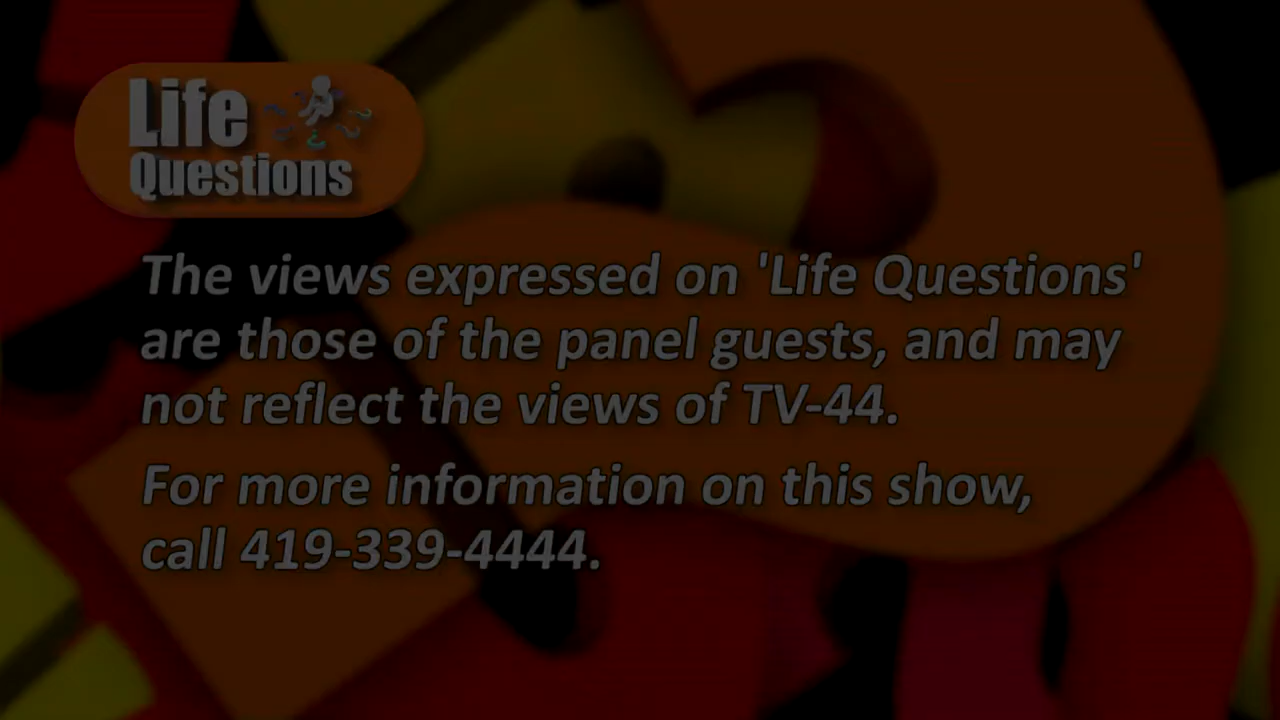 Life
Questions
The views expressed on 'Life Questions'
are those of the panel guests, and may
not reflect the views of TV-44.
For more information on this show,
call 419-339-4444.